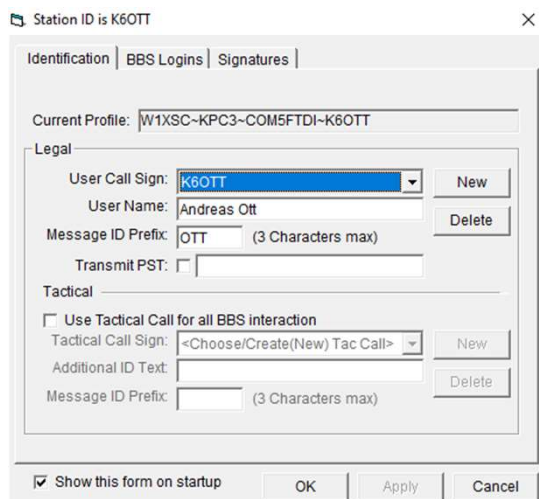 Station ID is K6OTT
Identification BBS Logins Signatures
Current Profile: W1XSC~KPC3~COM5FTDI~K6OTT
Legal
User Call Sign: K6OTT New
User Name: Andreas Ott
Delete
Message ID Prefix: OTT (3 Characters max)
Transmit PST:
Tactical
Use Tactical Call for all BBS interaction
Tactical Call Sign: <Choose/Create(New) Tac Call> New
Additional ID Text:
Delete
Message ID Prefix: (3 Characters max)
Show this form on startup OK Apply Cancel